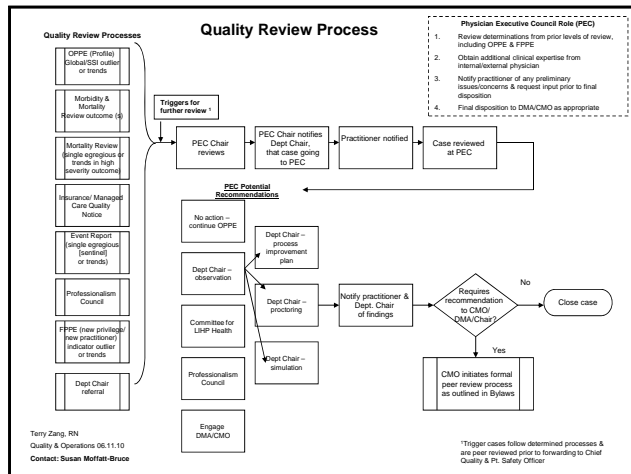 Quality Review Process
Physician Executive Council Role (PEC)
1. Review determinations from prior levels of review,
including OPPE & FPPE
2. Obtain additional clinical expertise from
internal/external physician
3. Notify practitioner of any preliminary
issues/concerns & request input prior to final
disposition
4. Final disposition to DMA/CMO as appropriate
Quality Review Processes
OPPE (Profile)
Global/SSI outlier
or trends
Morbidity &
Mortality
Review outcome (s)
Mortality Review
(single egregious or
trends in high
severity outcome)
Insurance/ Managed
Care Quality
Notice
Event Report
(single egregious
[sentinel]
or trends)
Professionalism
Council
FPPE (new privilege/
new practitioner)
indicator outlier
or trends
Dept Chair
referral
Triggers for
further review ¹
PEC Chair
reviews
PEC Chair notifies
Dept Chair,
that case going
to PEC
Practitioner notified
Case reviewed
at PEC
PEC Potential
Recommendations
No action –
continue OPPE
Dept Chair –
observation
Committee for
LIHP Health
Professionalism
Council
Engage
DMA/CMO
Dept Chair –
process
improvement
plan
Dept Chair –
proctoring
Dept Chair –
simulation
Notify practitioner &
Dept. Chair
of findings
Requires
recommendation
to CMO/
DMA/Chair?
No
Close case
Yes
CMO initiates formal
peer review process
as outlined in Bylaws
Terry Zang, RN
Quality & Operations 06.11.10
Contact: Susan Moffatt-Bruce
¹Trigger cases follow determined processes &
are peer reviewed prior to forwarding to Chief
Quality & Pt. Safety Officer